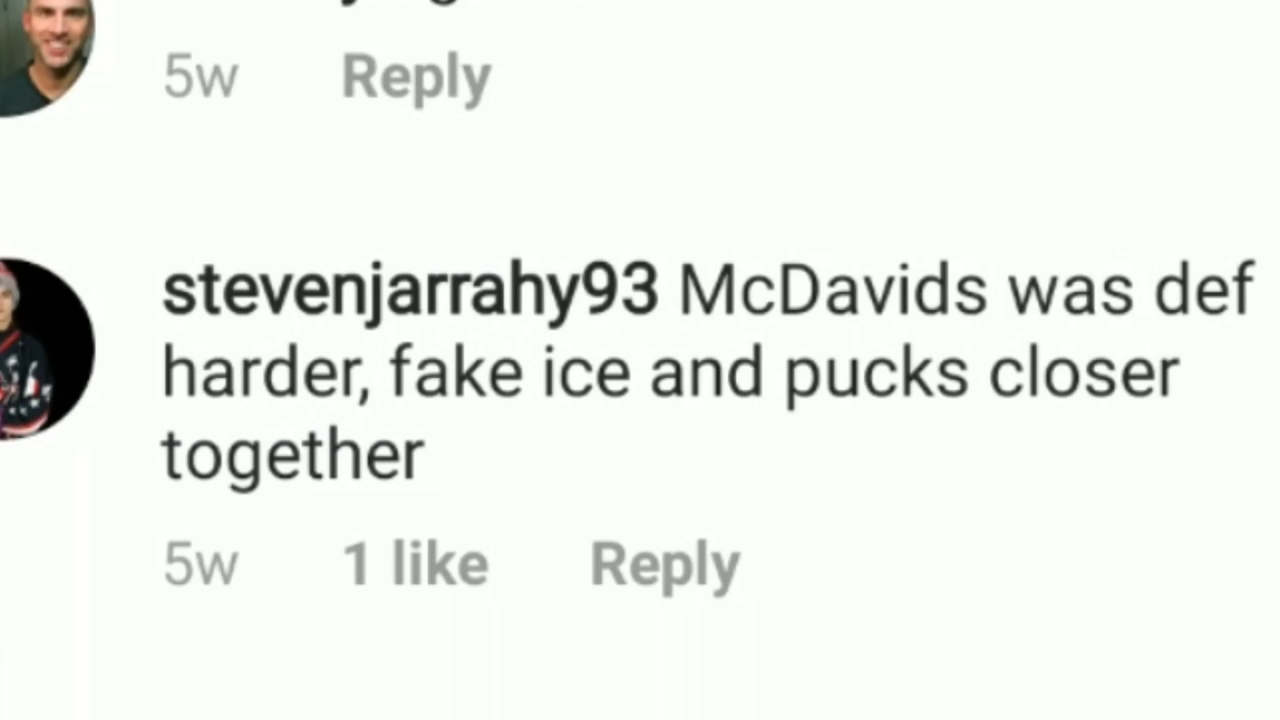 5w Reply
stevenjarrahy93 McDavids was def
harder, fake ice and pucks closer
together
5w 1 like Reply